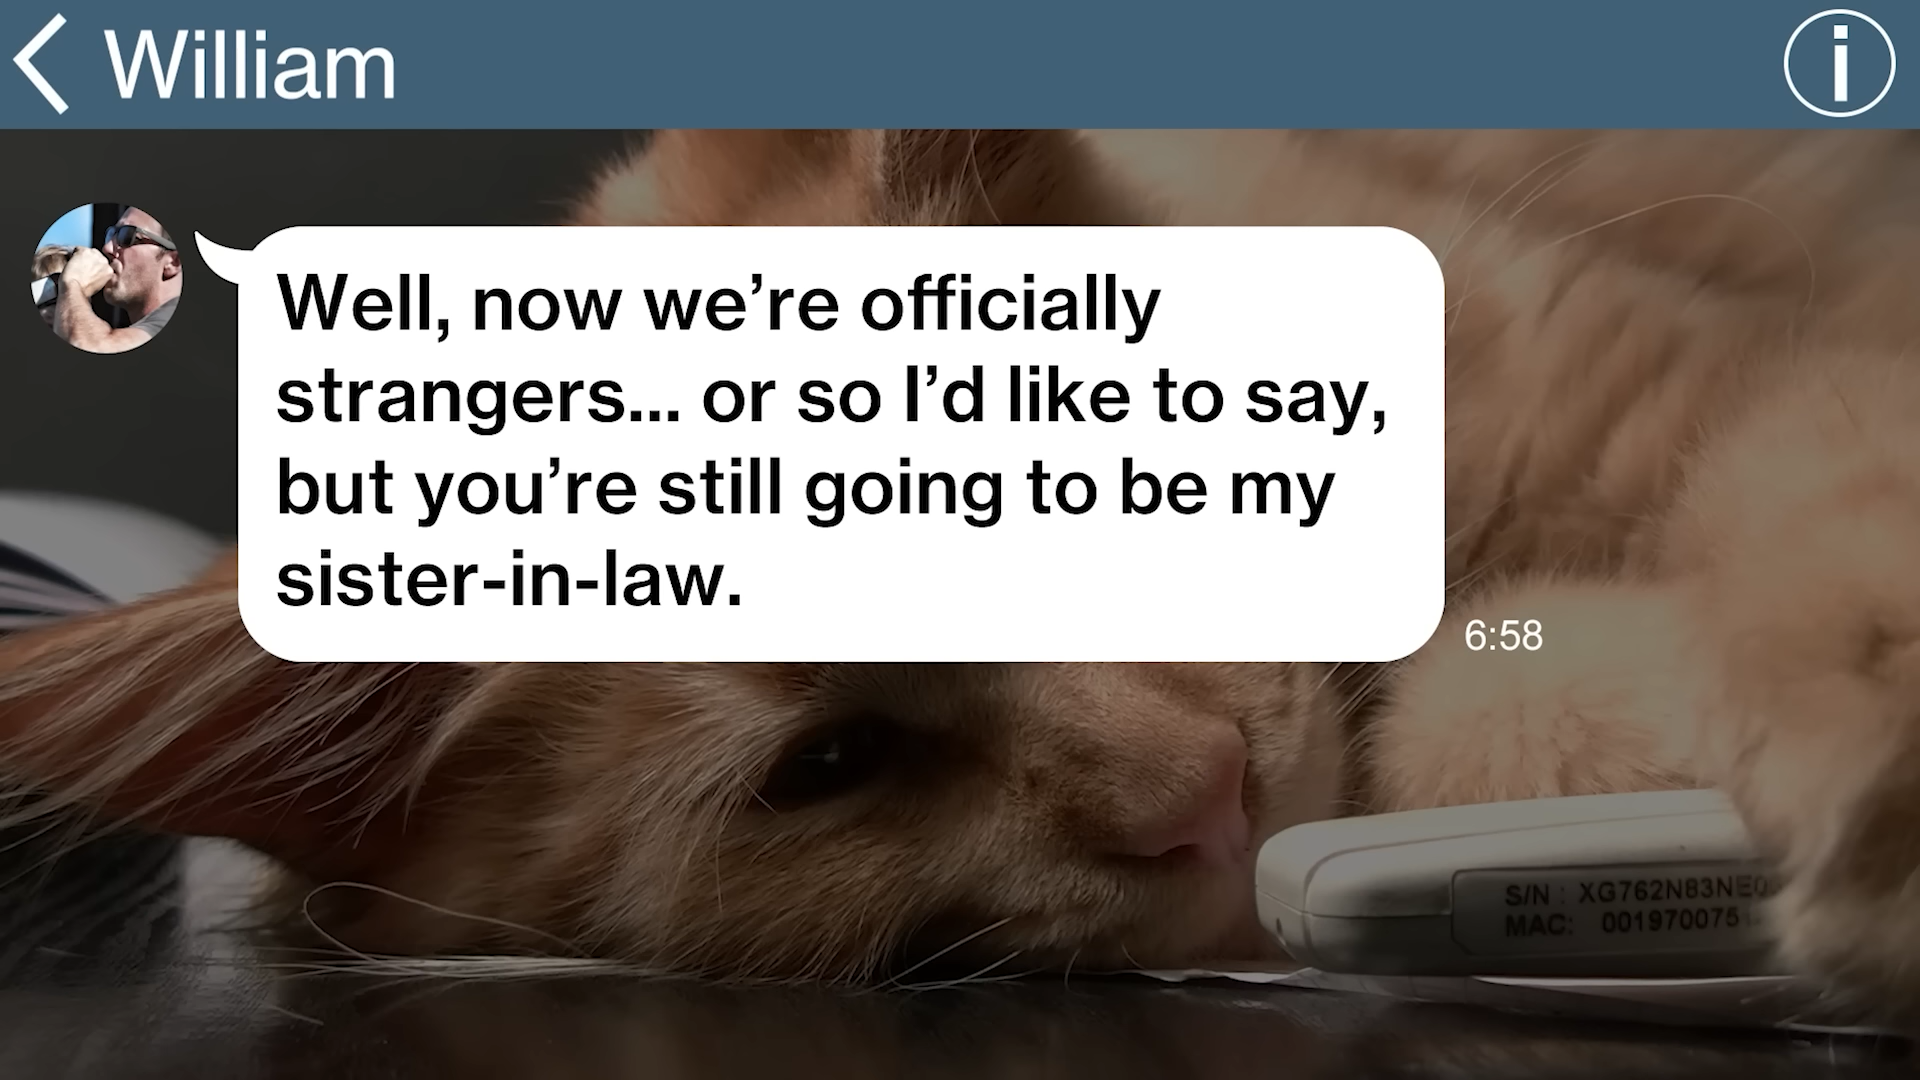 William
Well, now we’re officially
strangers... or so I’d like to say,
but you’re still going to be my
sister-in-law.
6:58
S/N : XG762N83NE0
MAC: 001970075